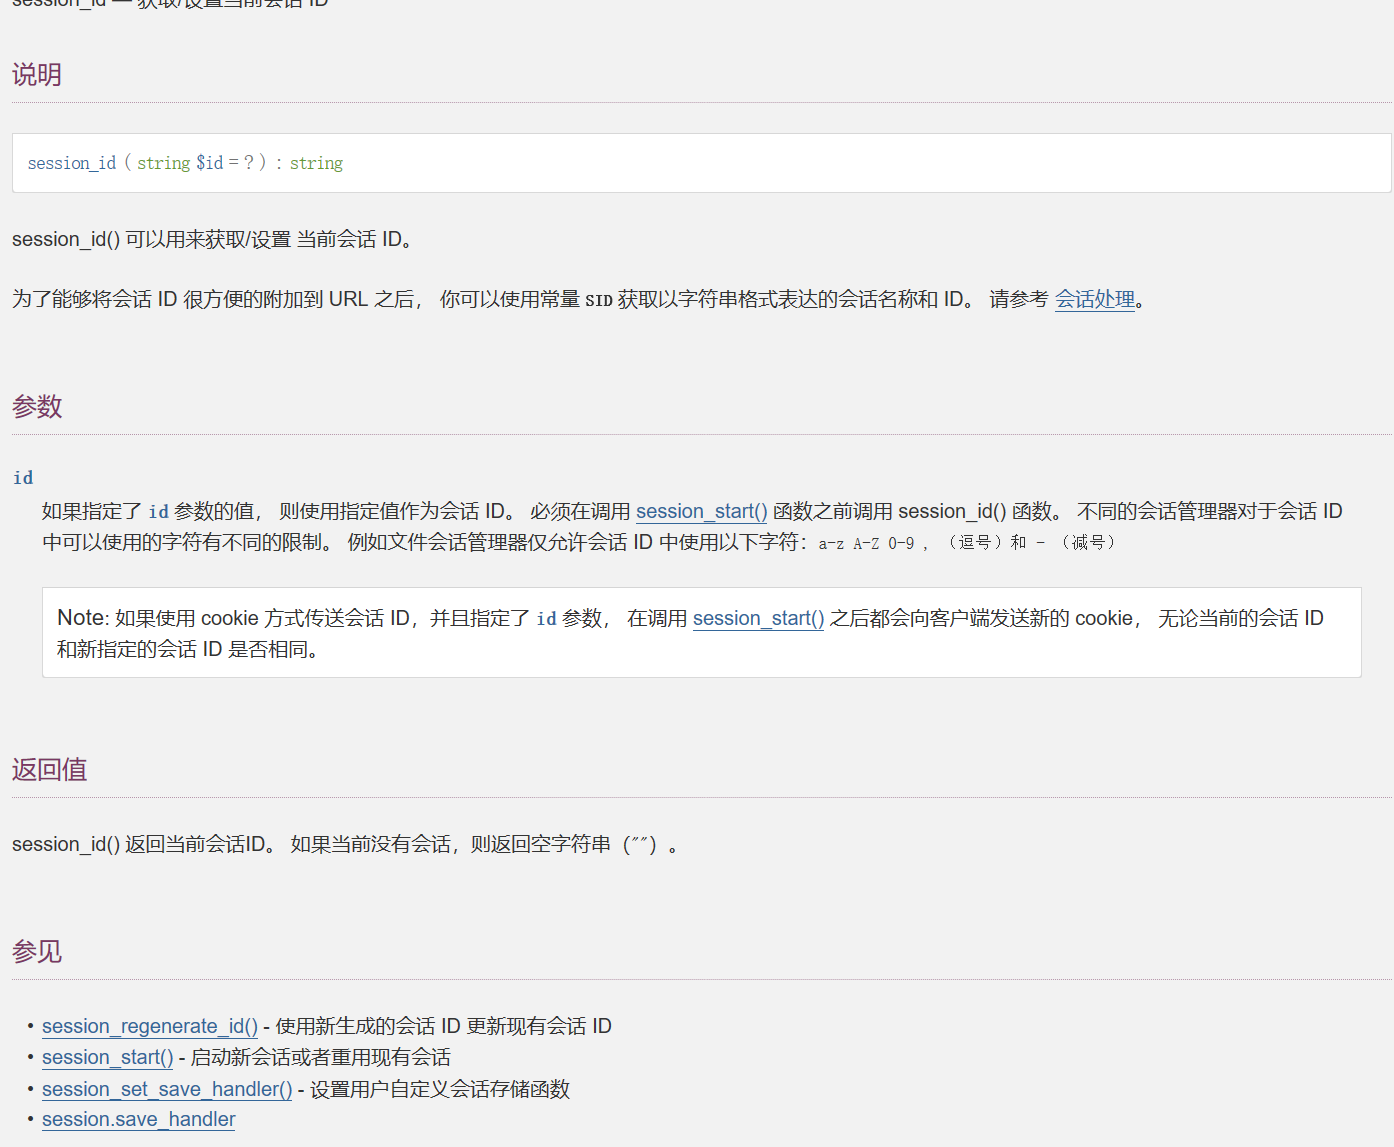 session_id — 获取/设置当前会话 ID
说明
session_id ( string $id = ? ) : string
session_id() 可以用来获取/设置 当前会话 ID。
为了能够将会话 ID 很方便的附加到 URL 之后， 你可以使用常量 SID 获取以字符串格式表达的会话名称和 ID。 请参考 会话处理。
参数
id
如果指定了 id 参数的值， 则使用指定值作为会话 ID。 必须在调用 session_start() 函数之前调用 session_id() 函数。 不同的会话管理器对于会话 ID
中可以使用的字符有不同的限制。 例如文件会话管理器仅允许会话 ID 中使用以下字符：a-z A-Z 0-9 , （逗号）和 - （减号）
Note: 如果使用 cookie 方式传送会话 ID，并且指定了 id 参数， 在调用 session_start() 之后都会向客户端发送新的 cookie， 无论当前的会话 ID
和新指定的会话 ID 是否相同。
返回值
session_id() 返回当前会话ID。 如果当前没有会话，则返回空字符串（""）。
参见
• session_regenerate_id() - 使用新生成的会话 ID 更新现有会话 ID
• session_start() - 启动新会话或者重用现有会话
• session_set_save_handler() - 设置用户自定义会话存储函数
• session.save_handler